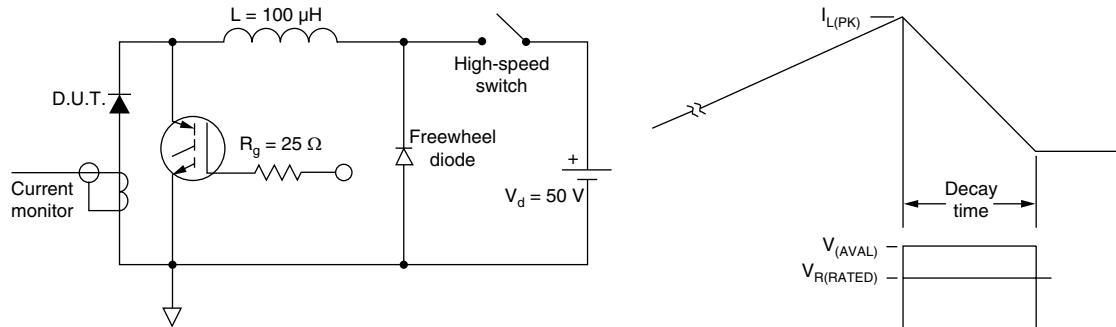 L = 100 μH
D.U.T.
Current
monitor
R_g = 25 Ω
Freewheel
diode
High-speed
switch
+
V_d = 50 V
I_L(PK)
Decay
time
V_(AVAL)
V_R(RATED)